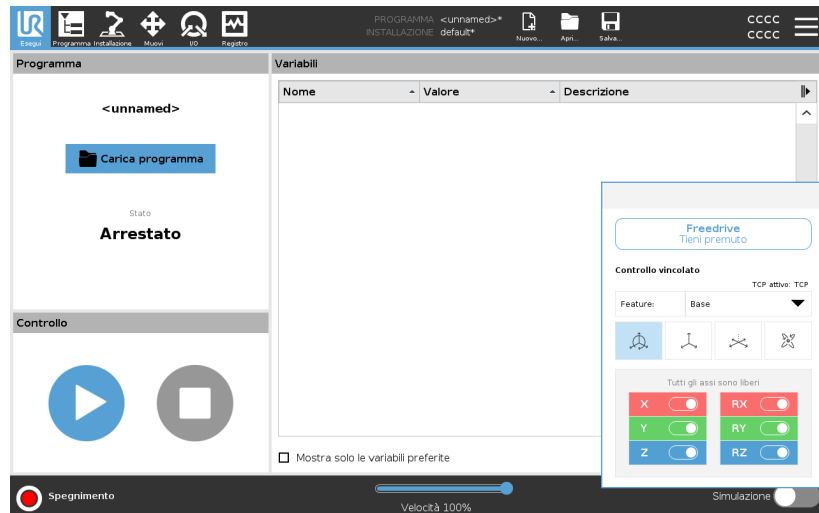 UR
PROGRAMMA <unnamed>*
INSTALLAZIONE default*
CCCC
CCCC
Esegui Programma Installazione Muovi I/O Registro
Nuovo... Apri... Salva...
Programma
Variabili
Nome Valore Descrizione
<unnamed>
Carica programma
Stato
Arrestato
Freedrive
Tieni premuto
Controllo vincolato
TCP attivo: TCP
Feature: Base
Controllo
Tutti gli assi sono liberi
X RX
Y RY
Z RZ
Mostra solo le variabili preferite
Spegnimento
Velocità 100%
Simulazione